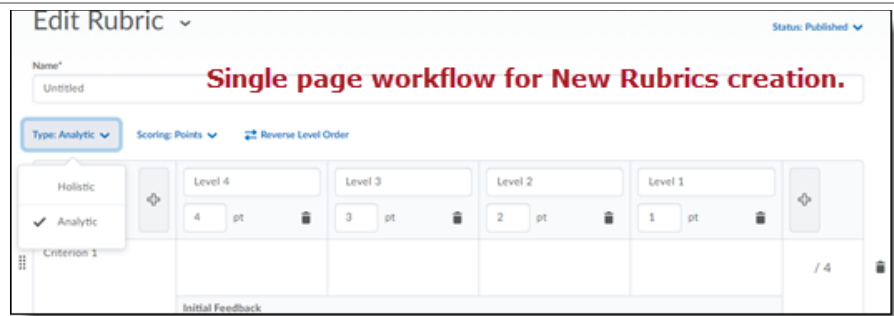 Edit Rubric
Status: Published
Name*
Untitled
Single page workflow for New Rubrics creation.
Type: Analytic
Scoring: Points
Reverse Level Order
Holistic
Analytic
Level 4
Level 3
Level 2
Level 1
4 pt
3 pt
2 pt
1 pt
Criterion 1
/ 4
Initial Feedback